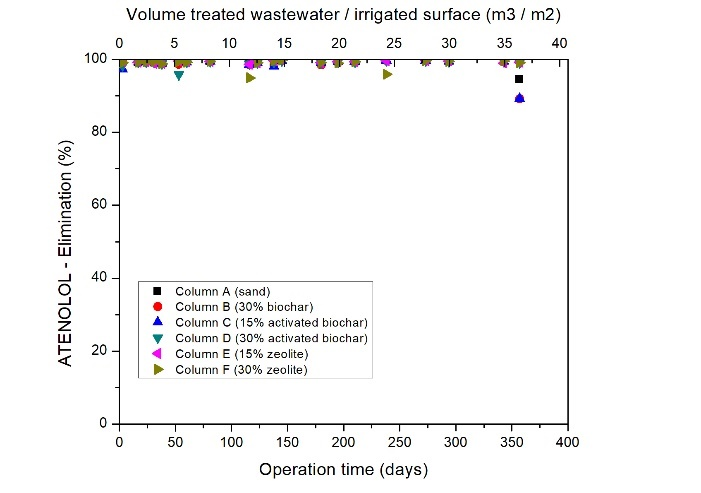 Volume treated wastewater / irrigated surface (m3 / m2)
0 5 10 15 20 25 30 35 40
100
80
60
40
20
0
ATENOLOL - Elimination (%)
Column A (sand)
Column B (30% biochar)
Column C (15% activated biochar)
Column D (30% activated biochar)
Column E (15% zeolite)
Column F (30% zeolite)
0 50 100 150 200 250 300 350 400
Operation time (days)